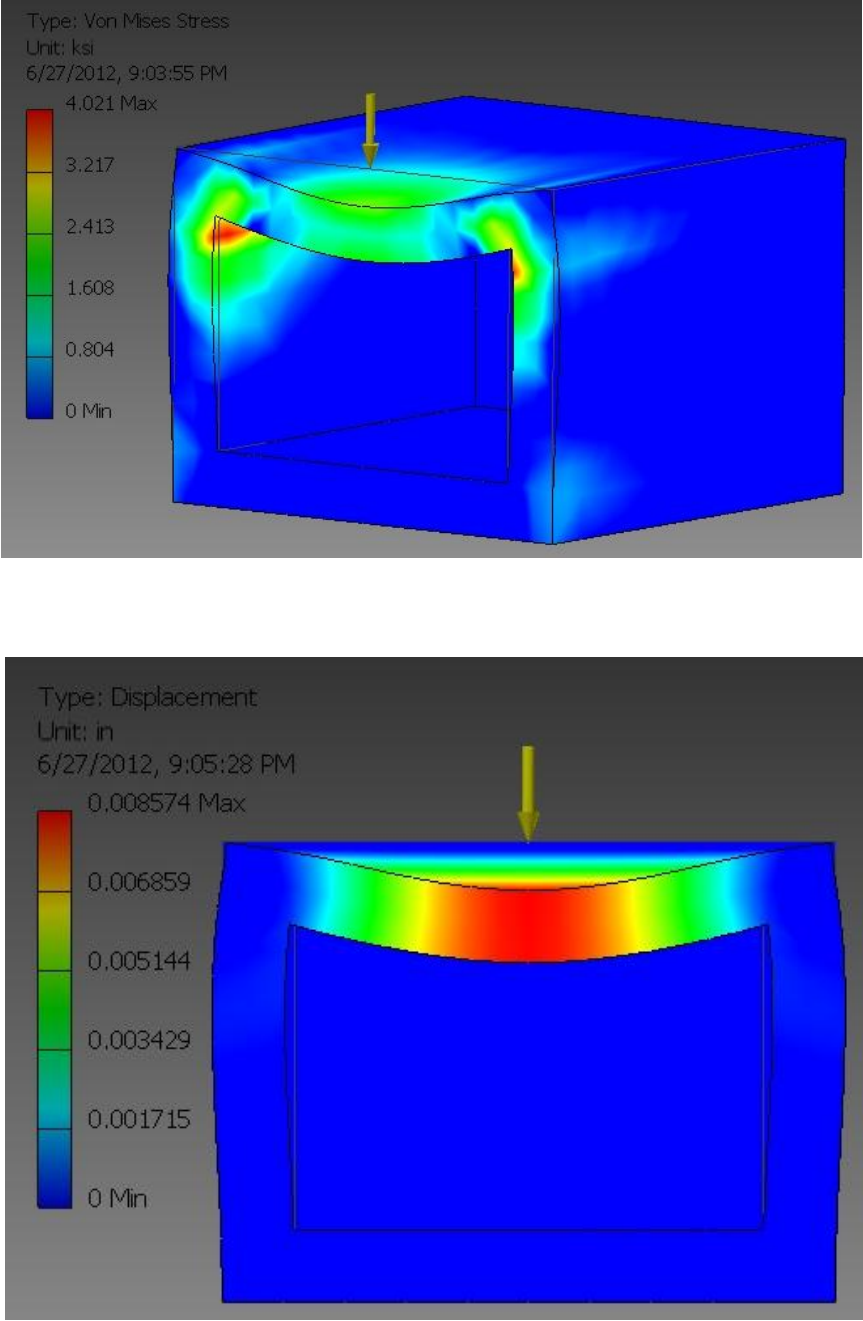 Type: Von Mises Stress
Unit: ksi
6/27/2012, 9:03:55 PM
4.021 Max
3.217
2.413
1.608
0.804
0 Min
Type: Displacement
Unit: in
6/27/2012, 9:05:28 PM
0.008574 Max
0.006859
0.005144
0.003429
0.001715
0 Min